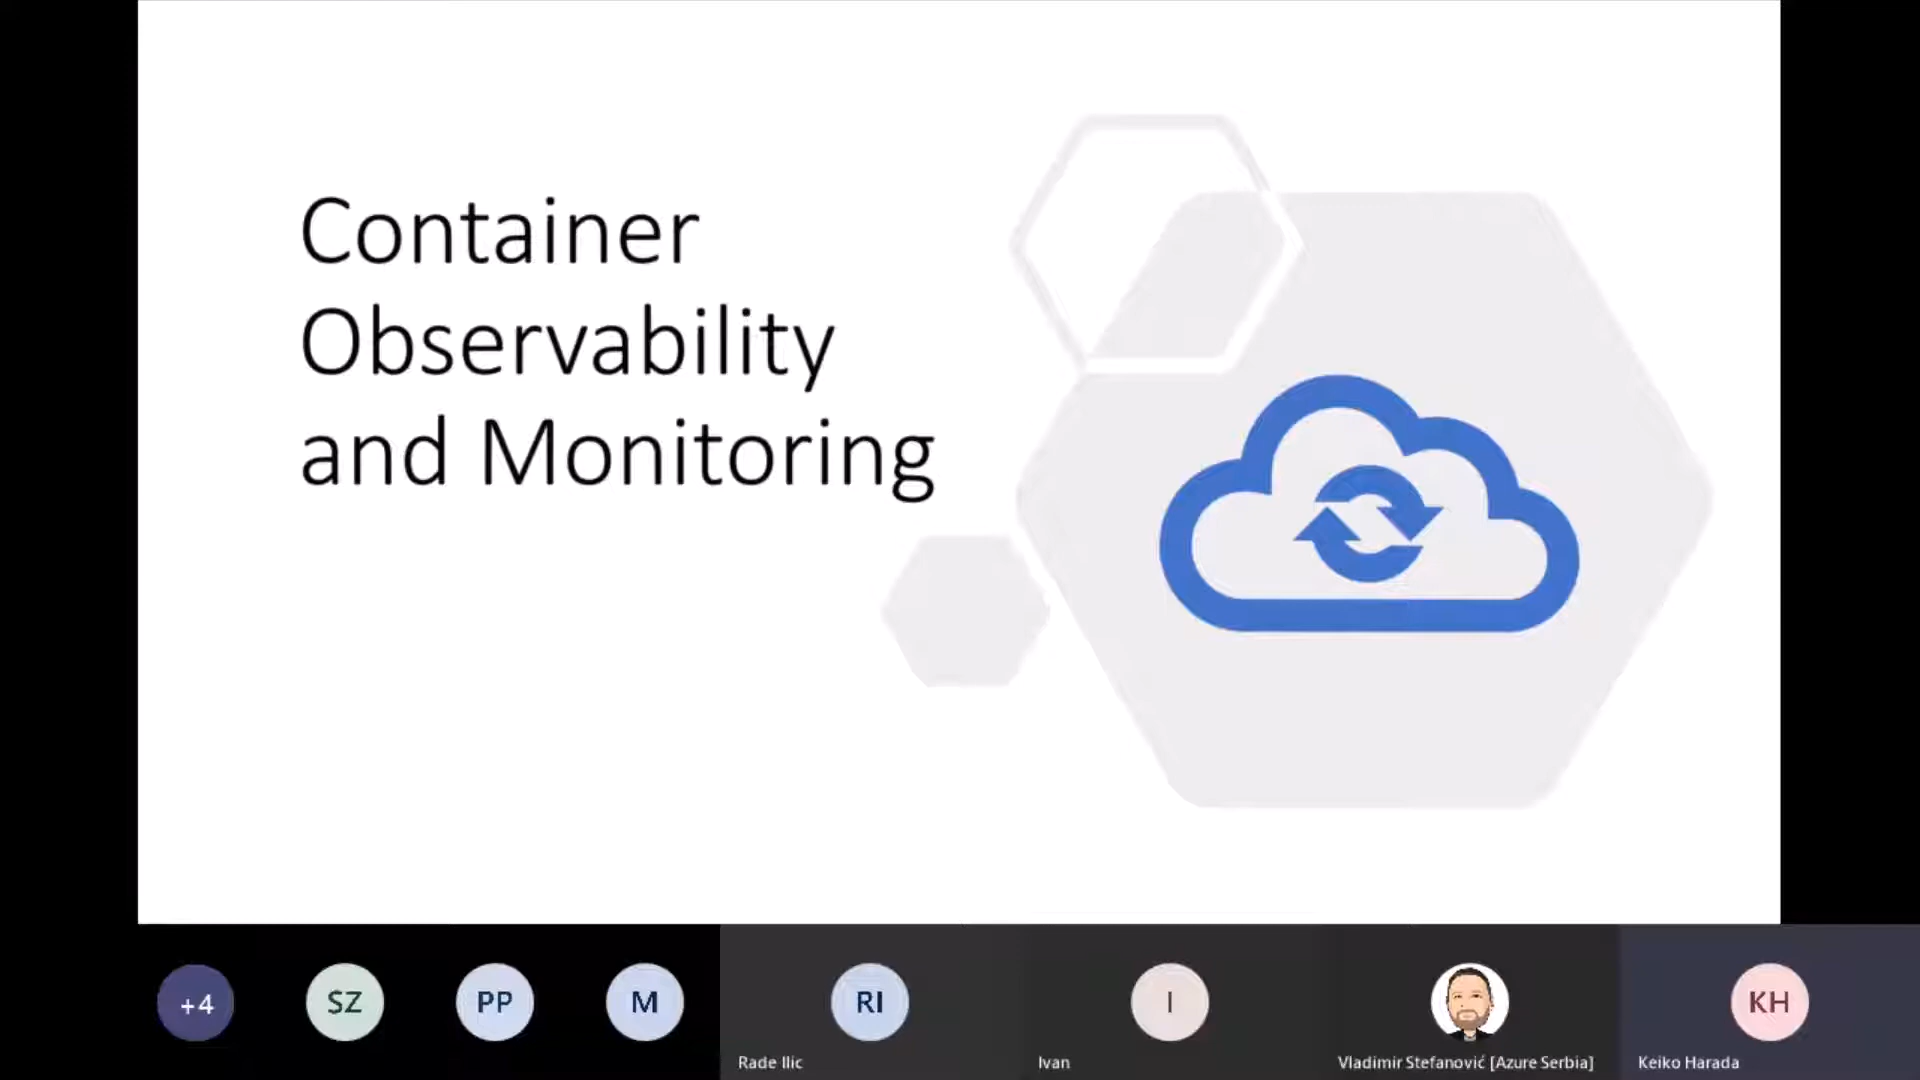 Container
Observability
and Monitoring
+4
SZ
PP
M
RI
I
KH
Rade Ilic
Ivan
Vladimir Stefanović [Azure Serbia]
Keiko Harada